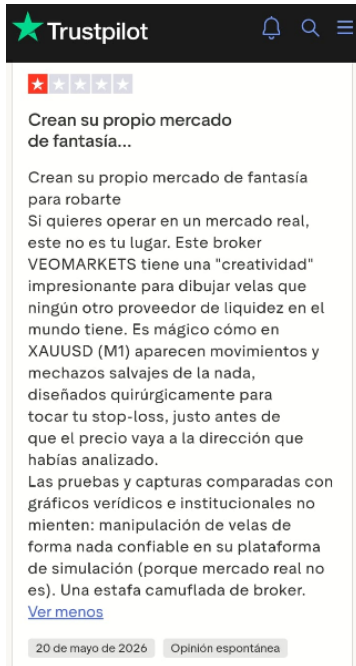 Trustpilot
Crean su propio mercado
de fantasía...
Crean su propio mercado de fantasía
para robarte
Si quieres operar en un mercado real,
este no es tu lugar. Este broker
VEOMARKETS tiene una "creatividad"
impresionante para dibujar velas que
ningún otro proveedor de liquidez en el
mundo tiene. Es mágico cómo en
XAUUSD (M1) aparecen movimientos y
mechazos salvajes de la nada,
diseñados quirúrgicamente para
tocar tu stop-loss, justo antes de
que el precio vaya a la dirección que
habías analizado.
Las pruebas y capturas comparadas con
gráficos verídicos e institucionales no
mienten: manipulación de velas de
forma nada confiable en su plataforma
de simulación (porque mercado real no
es). Una estafa camuflada de broker.
Ver menos
20 de mayo de 2026 Opinión espontánea